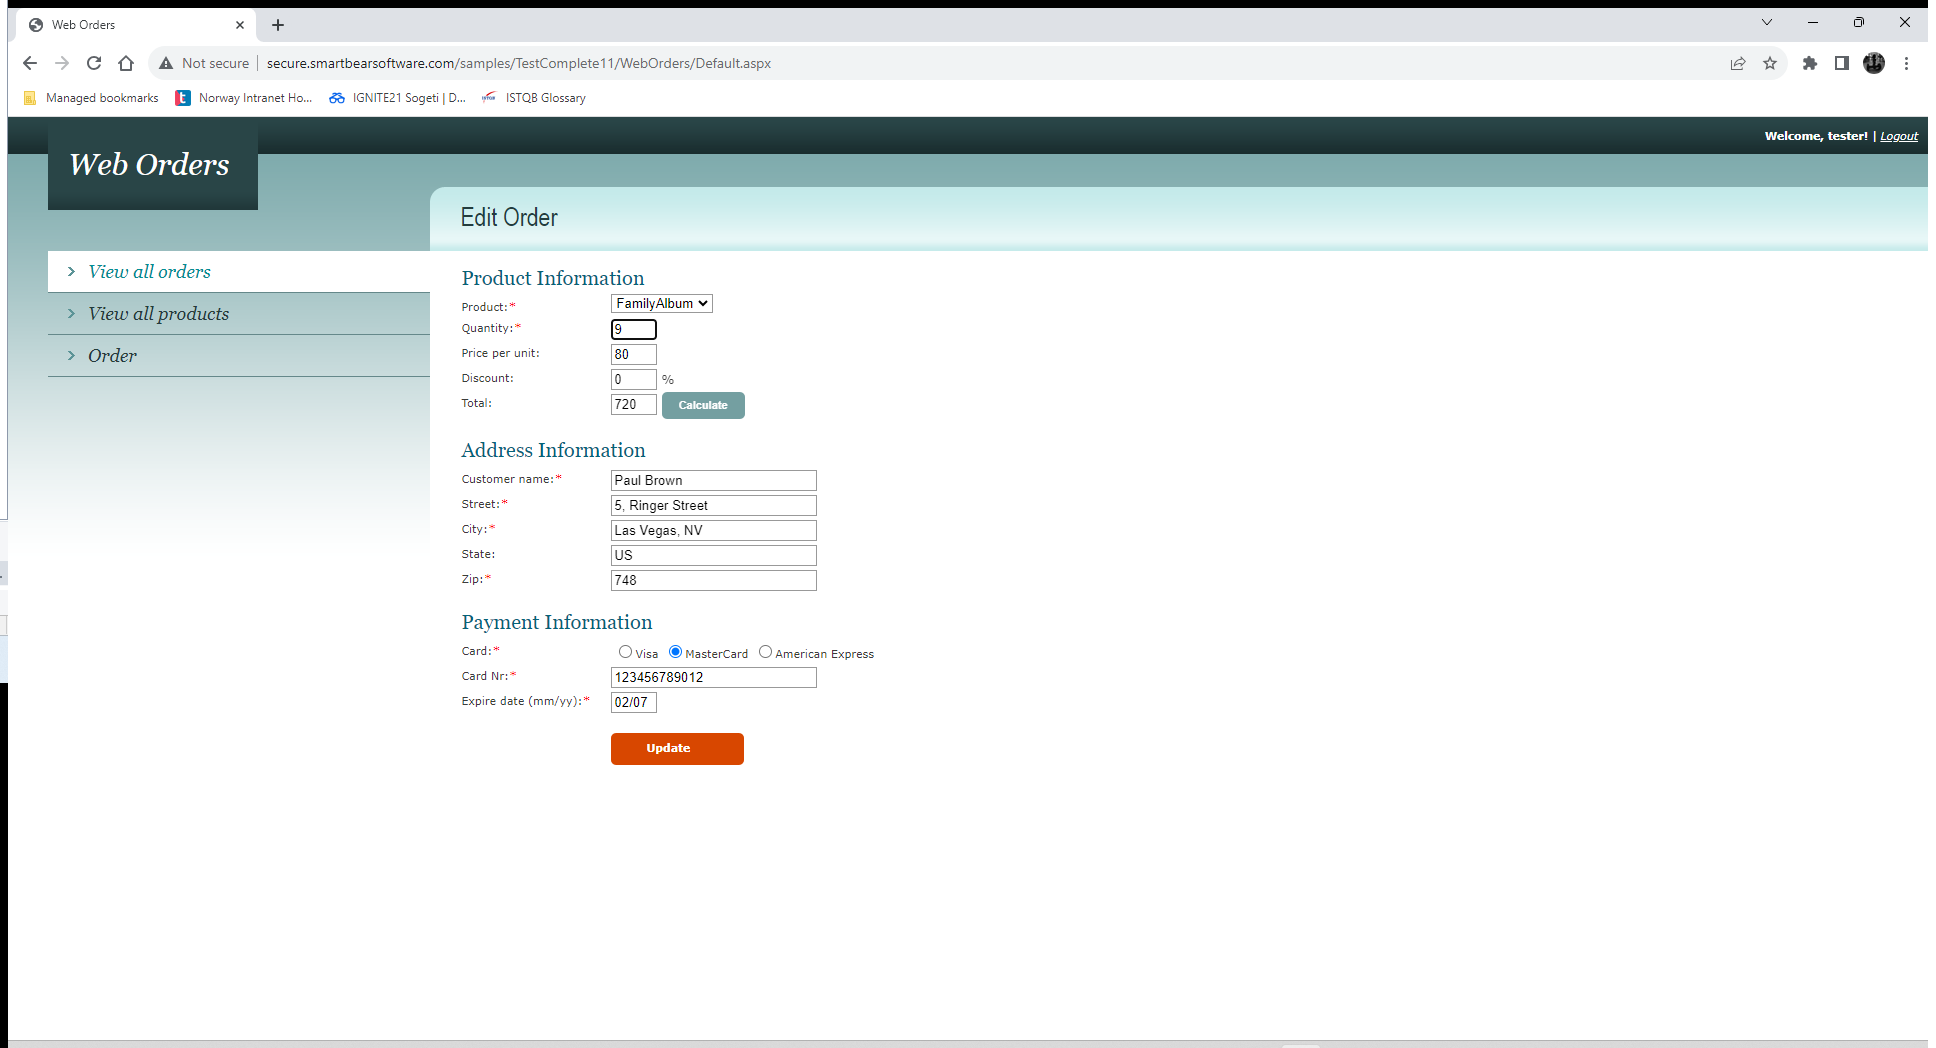 Web Orders
Not secure | secure.smartbearsoftware.com/samples/TestComplete11/WebOrders/Default.aspx
Managed bookmarks Norway Intranet Ho... IGNITE21 Sogeti | D... ISTQB Glossary
Welcome, tester! | Logout
Web Orders
Edit Order
View all orders
View all products
Order
Product Information
Product:* FamilyAlbum
Quantity:* 9
Price per unit: 80
Discount: 0 %
Total: 720 Calculate
Address Information
Customer name:* Paul Brown
Street:* 5, Ringer Street
City:* Las Vegas, NV
State: US
Zip:* 748
Payment Information
Card:* Visa MasterCard American Express
Card Nr:* 123456789012
Expire date (mm/yy):* 02/07
Update